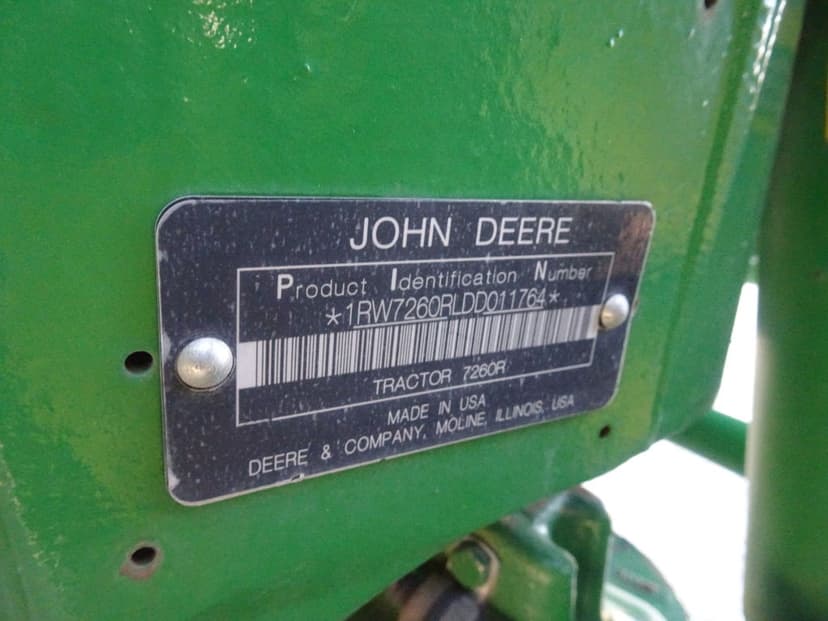 JOHN DEERE
Product Identification Number
*1RW7260RLDD011764*
TRACTOR 7260R
MADE IN USA
DEERE & COMPANY, MOLINE, ILLINOIS, USA